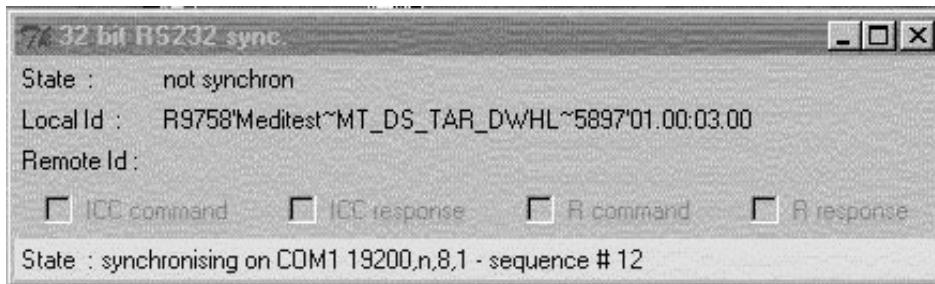 32 bit RS232 sync.
State : not synchron
Local Id : R9758'Meditest~MT_DS_TAR_DWHL~5897'01.00:03.00
Remote Id :
ICC command ICC response R command R response
State : synchronising on COM1 19200,n,8,1 - sequence # 12